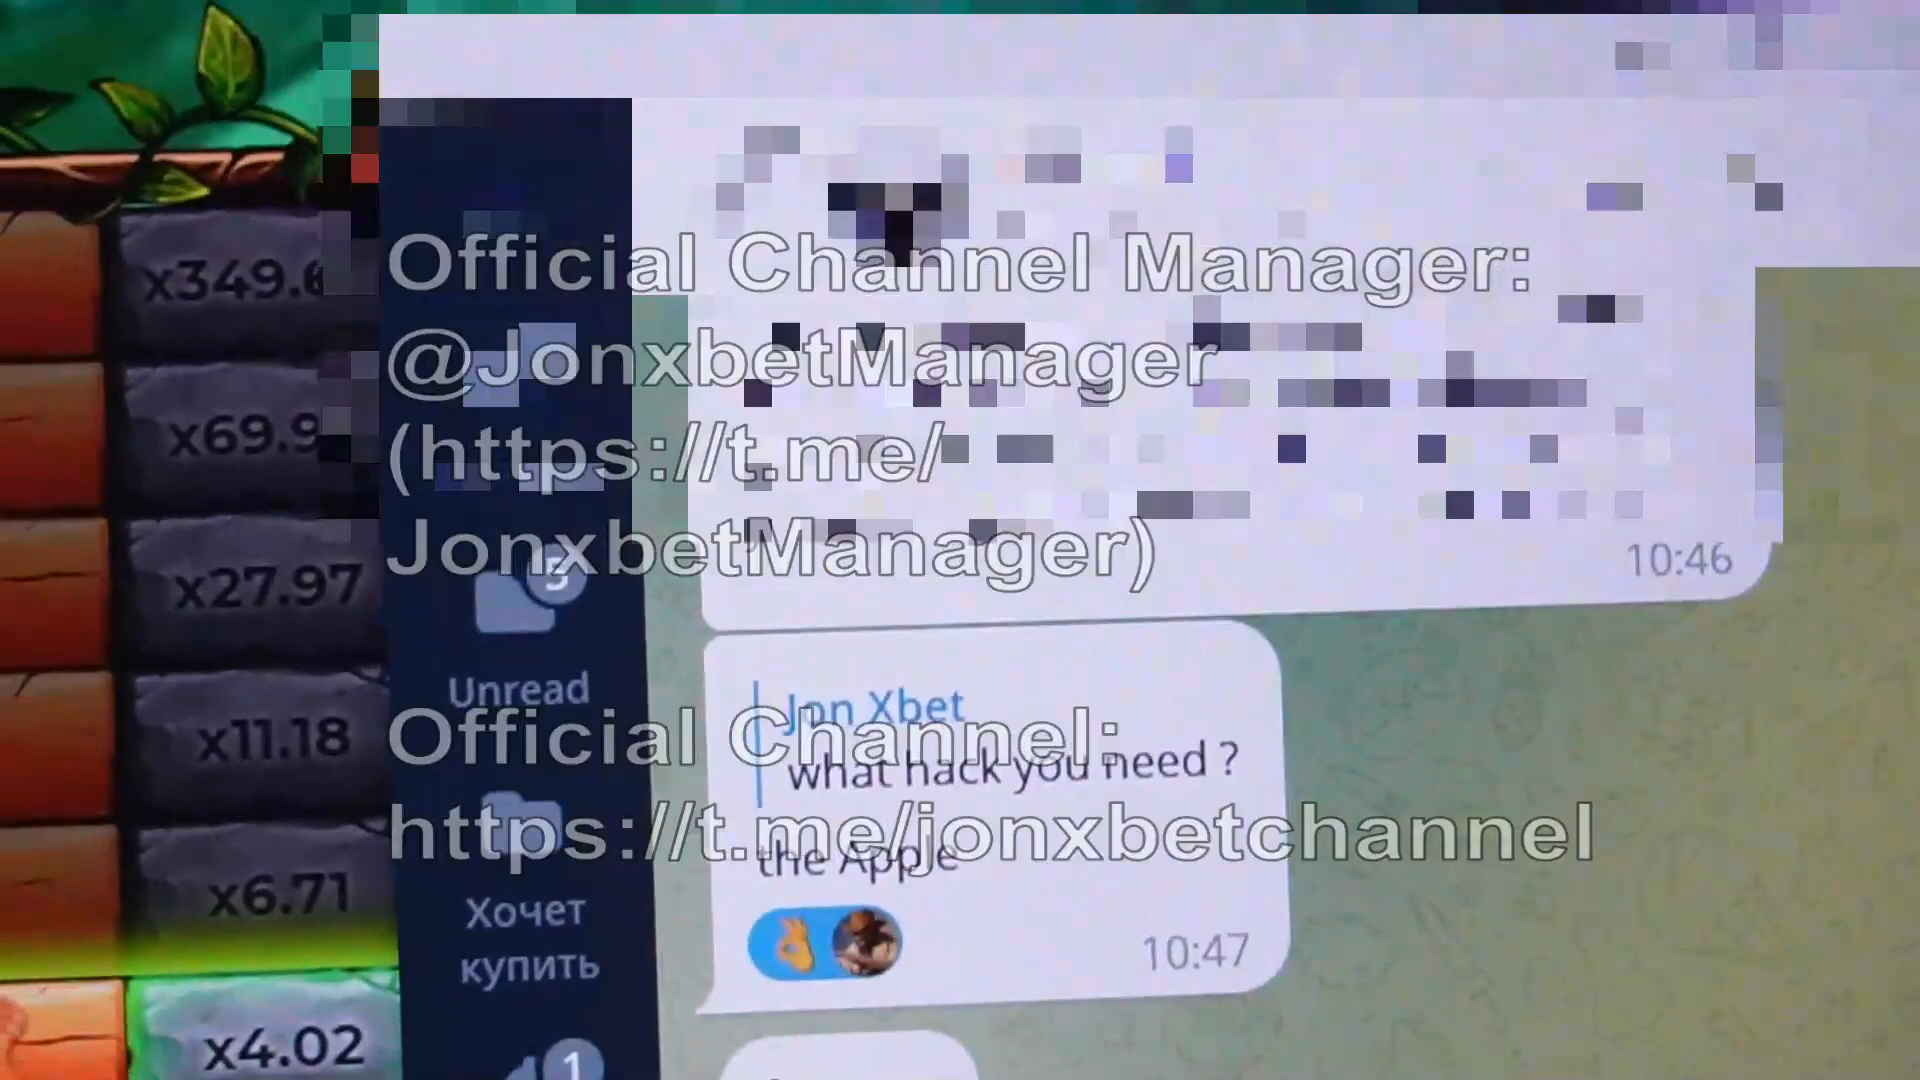 x349.6
x69.9
x27.97
x11.18
x6.71
x4.02
Official Channel Manager:
@JonxbetManager
(https://t.me/
JonxbetManager)
10:46
5
Unread
Jon Xbet
what hack you need ?
the Apple
10:47
Official Channel:
https://t.me/jonxbetchannel
Хочет
купить
1